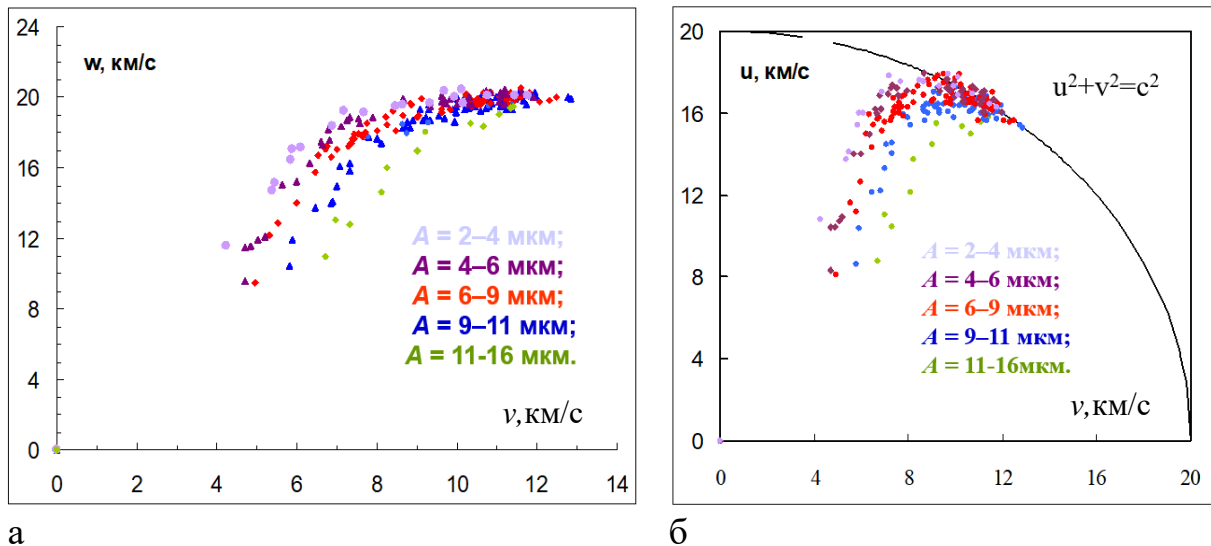 24
20
16
12
8
4
0
w, км/с
A = 2–4 мкм;
A = 4–6 мкм;
A = 6–9 мкм;
A = 9–11 мкм;
A = 11-16 мкм.
v, км/с
0 2 4 6 8 10 12 14
а
20
16
12
8
4
0
u, км/с
u²+v²=c²
A = 2–4 мкм;
A = 4–6 мкм;
A = 6–9 мкм;
A = 9–11 мкм;
A = 11-16мкм.
v, км/с
0 4 8 12 16 20
б